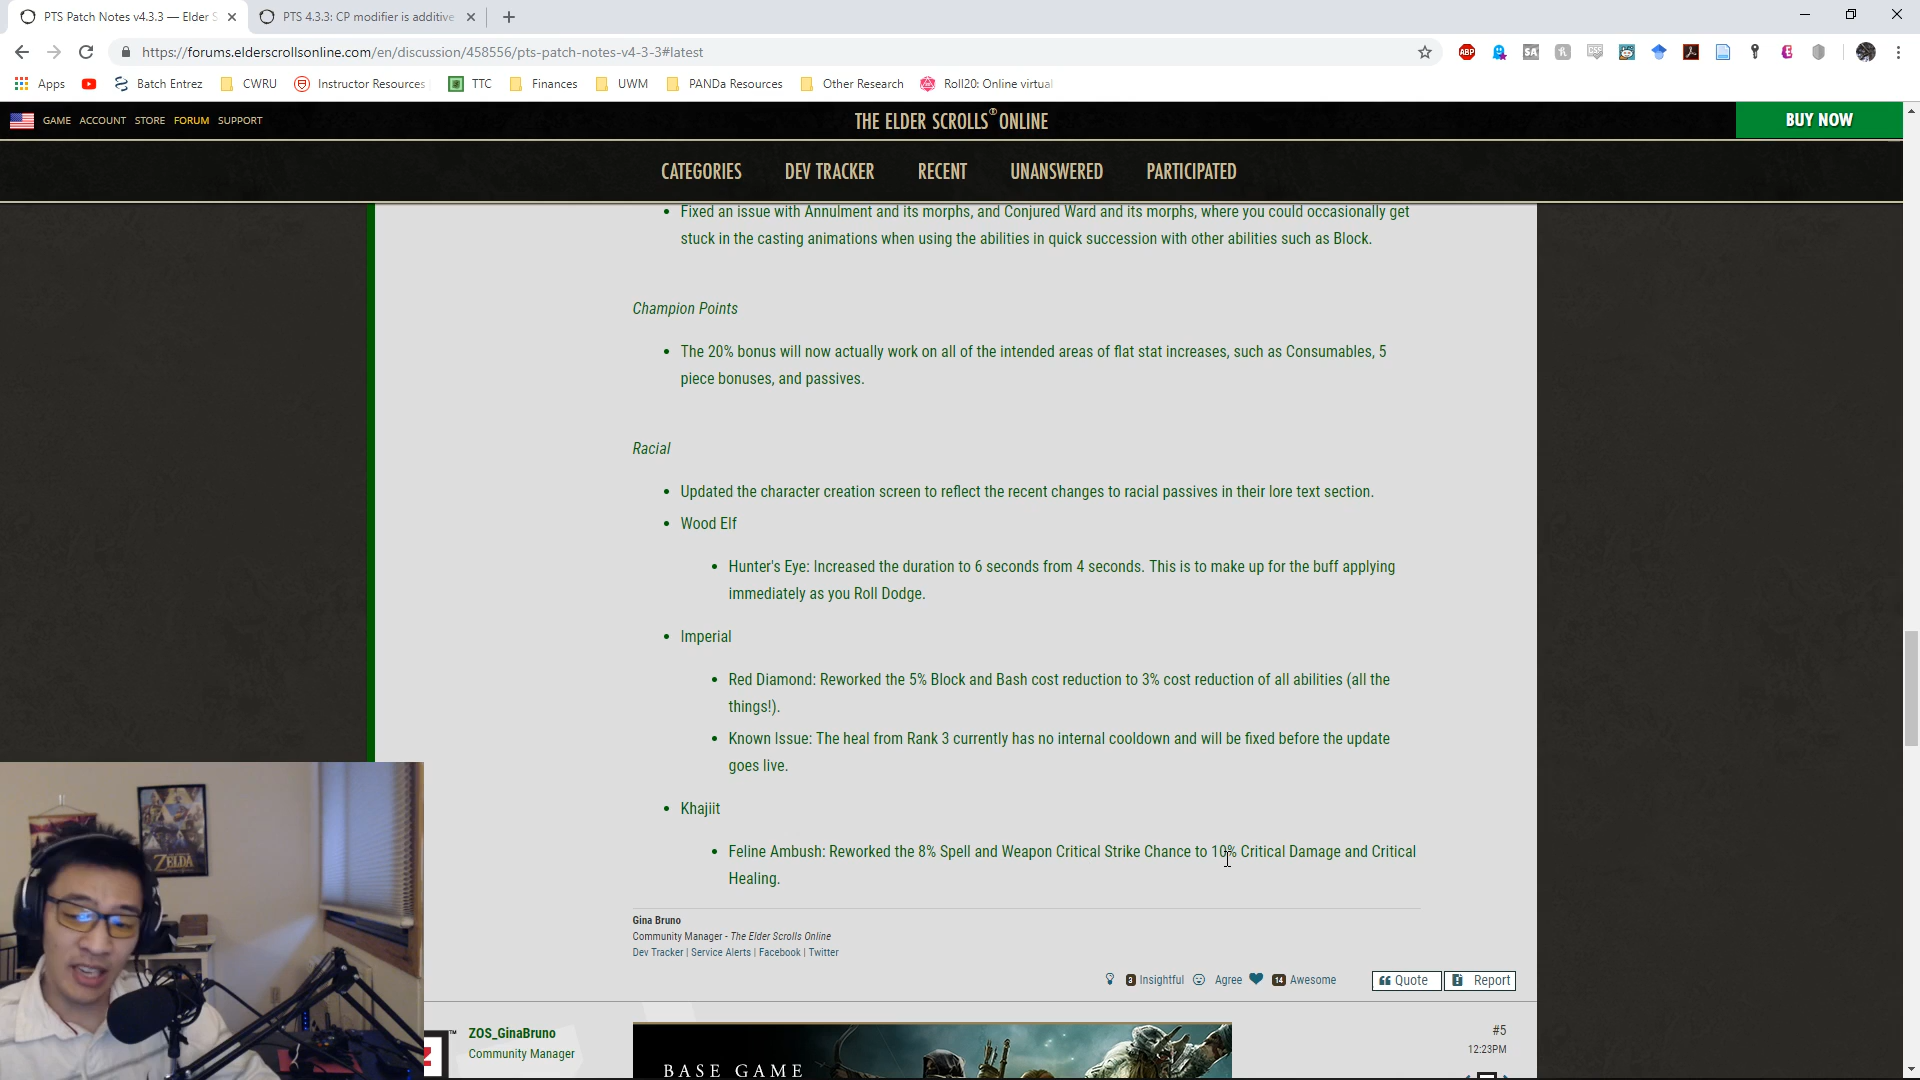 PTS Patch Notes v4.3.3 — Elder S
PTS 4.3.3: CP modifier is additive
https://forums.elderscrollsonline.com/en/discussion/458556/pts-patch-notes-v4-3-3#latest
Apps Batch Entrez CWRU Instructor Resources TTC Finances UWM PANDa Resources Other Research Roll20: Online virtual
GAME ACCOUNT STORE FORUM SUPPORT
THE ELDER SCROLLS ONLINE
BUY NOW
CATEGORIES DEV TRACKER RECENT UNANSWERED PARTICIPATED
• Fixed an issue with Annulment and its morphs, and Conjured Ward and its morphs, where you could occasionally get
stuck in the casting animations when using the abilities in quick succession with other abilities such as Block.
Champion Points
• The 20% bonus will now actually work on all of the intended areas of flat stat increases, such as Consumables, 5
piece bonuses, and passives.
Racial
• Updated the character creation screen to reflect the recent changes to racial passives in their lore text section.
• Wood Elf
• Hunter's Eye: Increased the duration to 6 seconds from 4 seconds. This is to make up for the buff applying
immediately as you Roll Dodge.
• Imperial
• Red Diamond: Reworked the 5% Block and Bash cost reduction to 3% cost reduction of all abilities (all the
things!).
• Known Issue: The heal from Rank 3 currently has no internal cooldown and will be fixed before the update
goes live.
• Khajiit
• Feline Ambush: Reworked the 8% Spell and Weapon Critical Strike Chance to 10% Critical Damage and Critical
Healing.
Gina Bruno
Community Manager - The Elder Scrolls Online
Dev Tracker | Service Alerts | Facebook | Twitter
3 Insightful Agree 14 Awesome
Quote Report
ZOS_GinaBruno
Community Manager
#5
12:23PM
BASE GAME
ZELDA